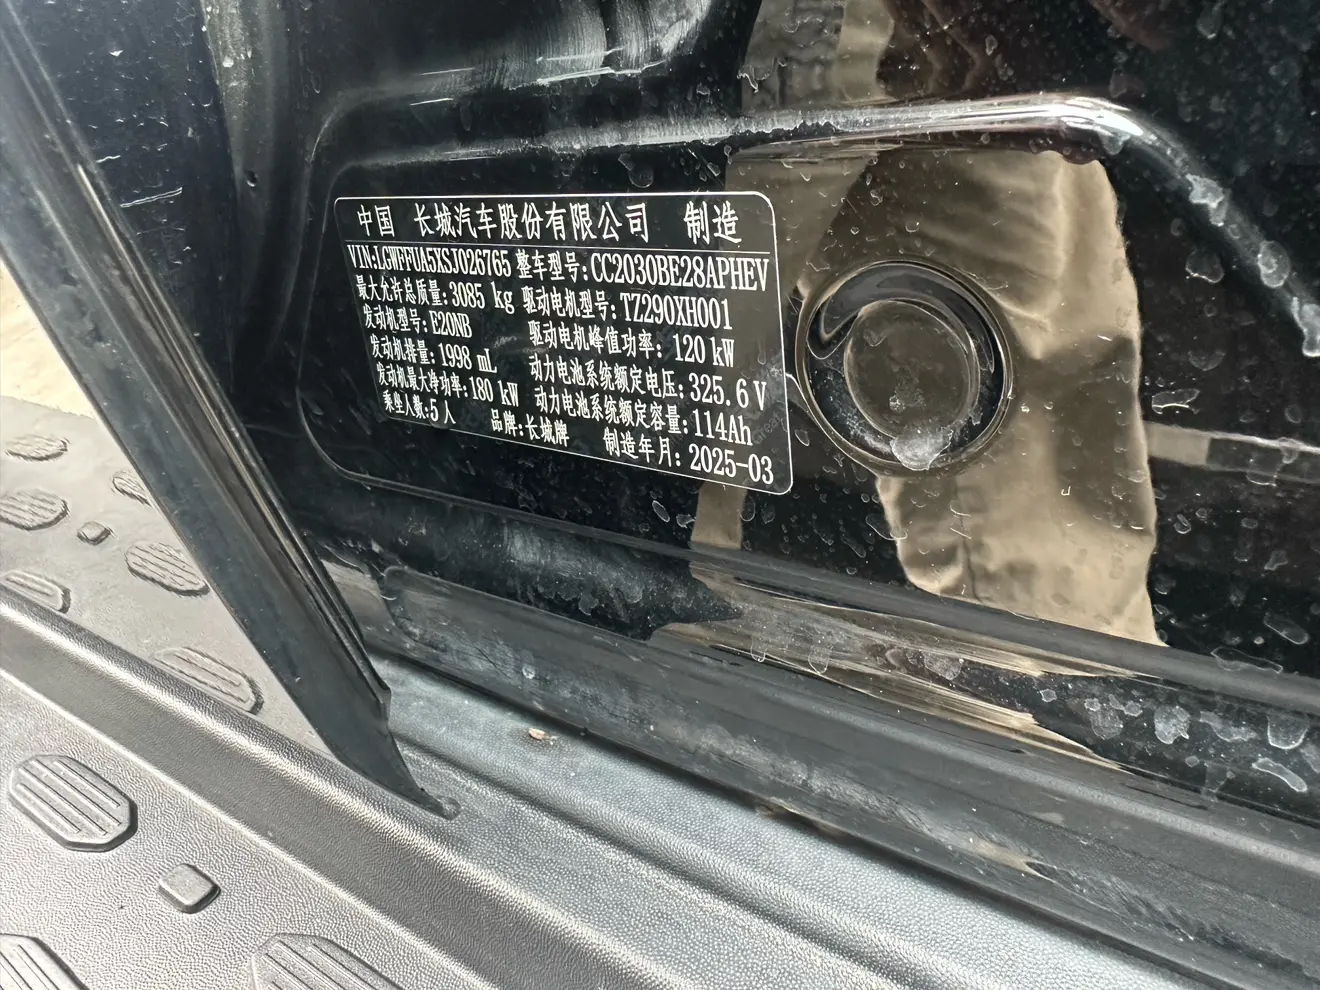 中国 长城汽车股份有限公司 制造
VIN:LGWFFUA5XSJ026765 整车型号:CC2030BE28APHEV
最大允许总质量:3085 kg 驱动电机型号:TZ290XH001
发动机型号:E20NB 驱动电机峰值功率: 120 kW
发动机排量:1998 mL 动力电池系统额定电压:325.6 V
发动机最大净功率:180 kW 动力电池系统额定容量:114Ah
乘坐人数:5人 品牌:长城牌 制造年月:2025-03